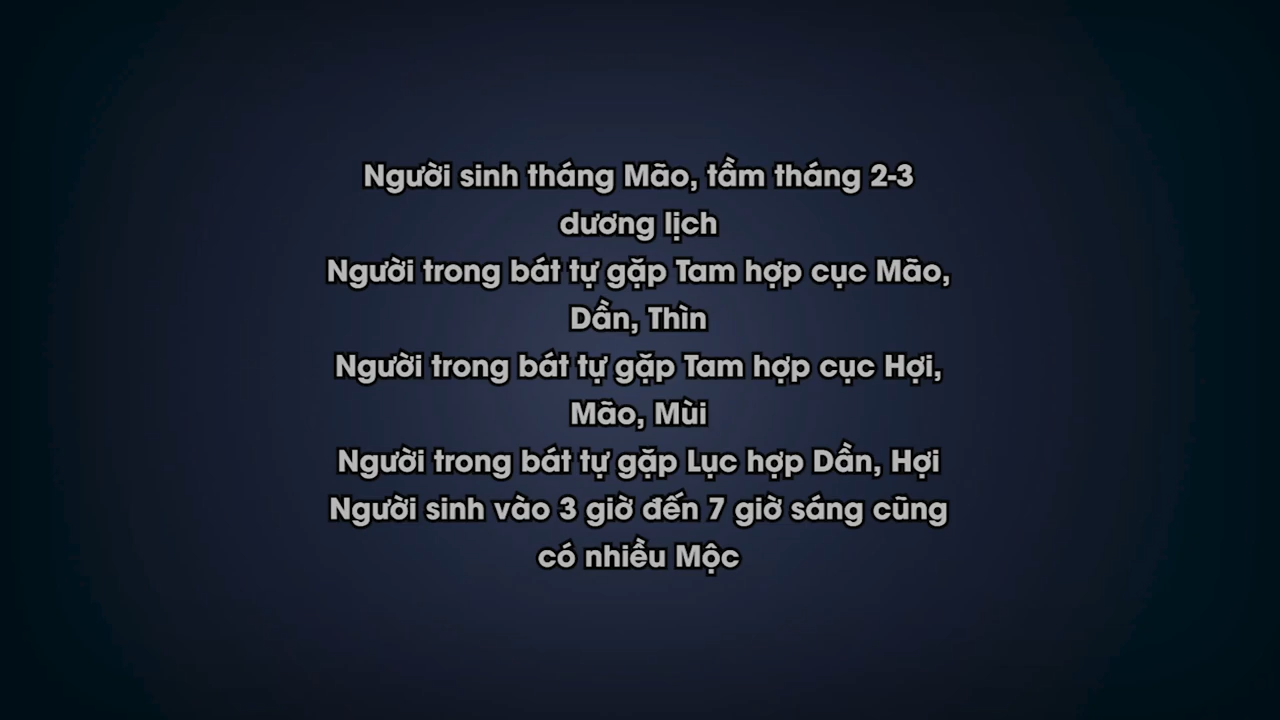 Người sinh tháng Mão, tầm tháng 2-3
dương lịch
Người trong bát tự gặp Tam hợp cục Mão,
Dần, Thìn
Người trong bát tự gặp Tam hợp cục Hợi,
Mão, Mùi
Người trong bát tự gặp Lục hợp Dần, Hợi
Người sinh vào 3 giờ đến 7 giờ sáng cũng
có nhiều Mộc